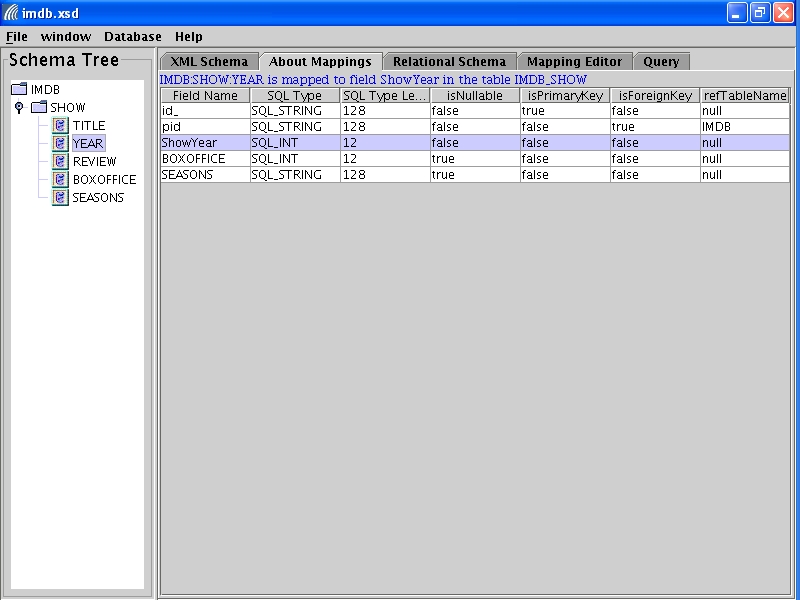 imdb.xsd
File window Database Help
Schema Tree
IMDB
SHOW
TITLE
YEAR
REVIEW
BOXOFFICE
SEASONS
XML Schema About Mappings Relational Schema Mapping Editor Query
IMDB:SHOW:YEAR is mapped to field ShowYear in the table IMDB_SHOW
Field Name SQL Type SQL Type Le... isNullable isPrimaryKey isForeignKey refTableName
id_ SQL_STRING 128 false true false null
pid SQL_STRING 128 false false true IMDB
ShowYear SQL_INT 12 false false false null
BOXOFFICE SQL_INT 12 true false false null
SEASONS SQL_STRING 128 true false false null